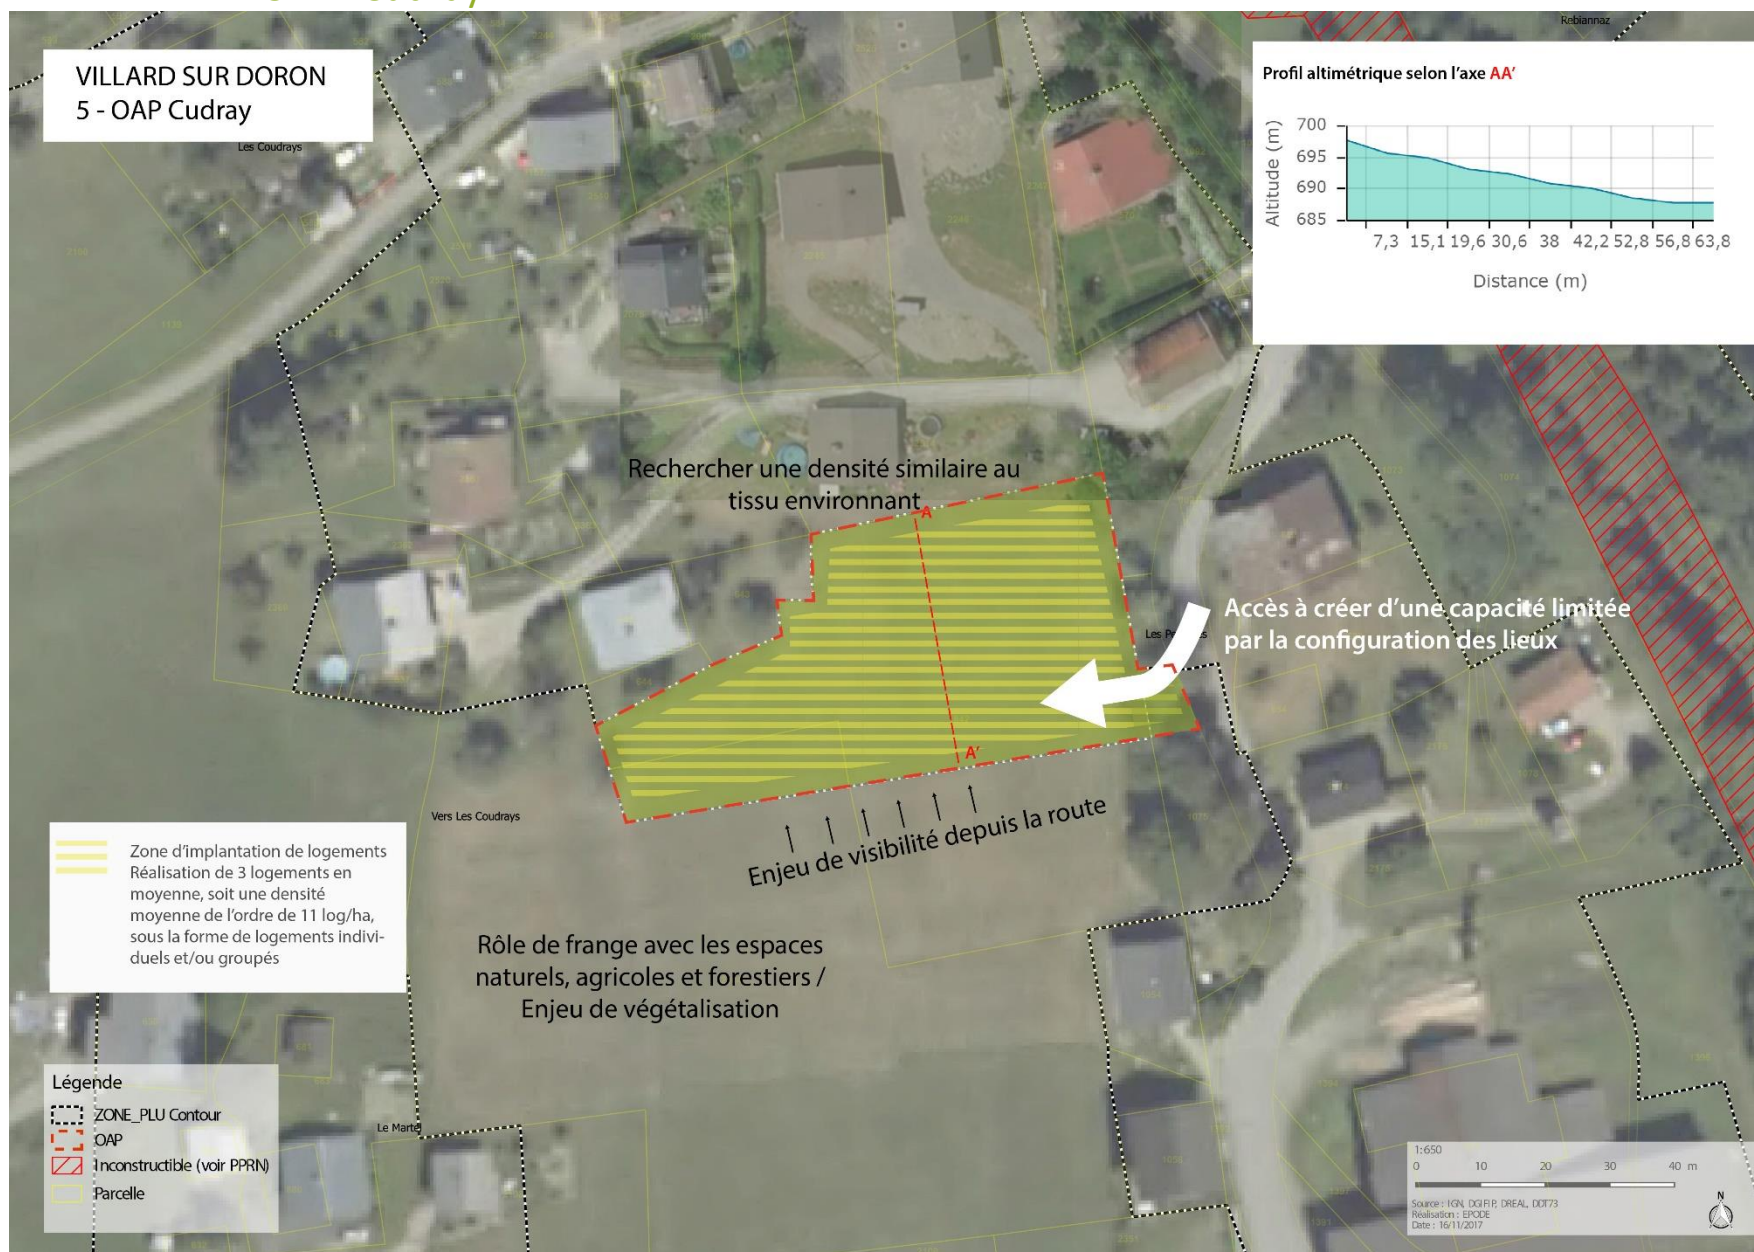 VILLARD SUR DORON
5 - OAP Cudray
Les Coudrays
Rebiannaz
Profil altimétrique selon l'axe AA'
Altitude (m)
700
695
690
685
7,3 15,1 19,6 30,6 38 42,2 52,8 56,8 63,8
Distance (m)
Rechercher une densité similaire au
tissu environnant
A
Accès à créer d'une capacité limitée
par la configuration des lieux
A'
Enjeu de visibilité depuis la route
Vers Les Coudrays
Zone d'implantation de logements
Réalisation de 3 logements en
moyenne, soit une densité
moyenne de l'ordre de 11 log/ha,
sous la forme de logements indivi-
duels et/ou groupés
Rôle de frange avec les espaces
naturels, agricoles et forestiers /
Enjeu de végétalisation
Légende
ZONE_PLU Contour
OAP
Inconstructible (voir PPRN)
Parcelle
Le Martel
1:650
0 10 20 30 40 m
Source : IGN, DGIFIP, DREAL, DDT73
Réalisation : EPODE
Date : 16/11/2017
N